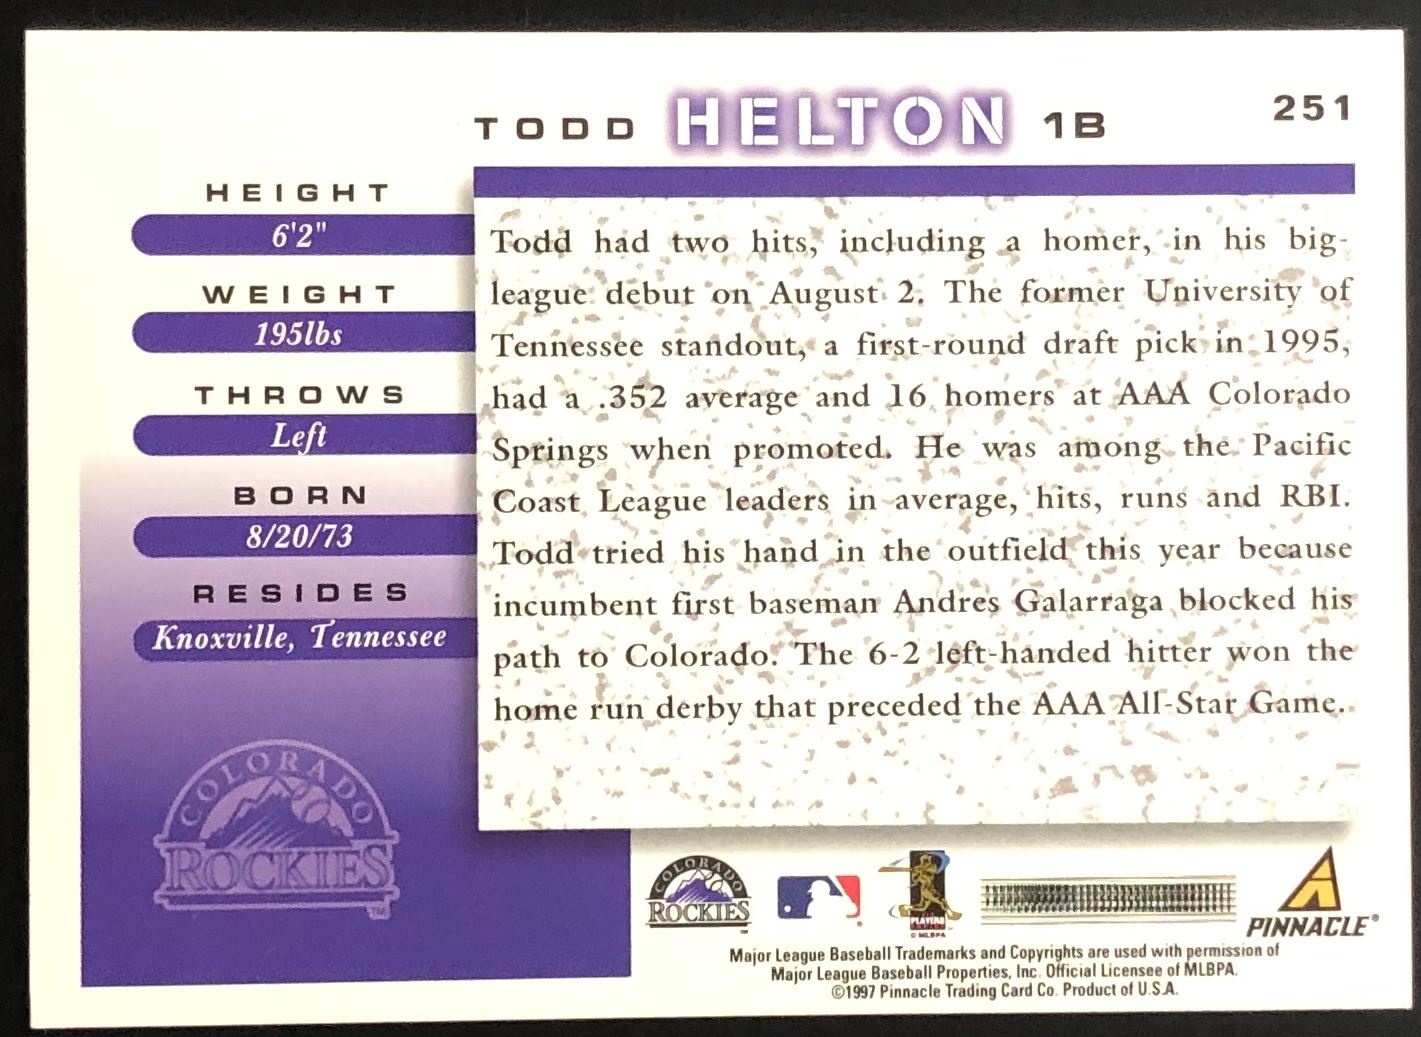 TODD HELTON 1B
251
HEIGHT
6'2"
WEIGHT
195lbs
THROWS
Left
BORN
8/20/73
RESIDES
Knoxville, Tennessee
Todd had two hits, including a homer, in his big-
league debut on August 2. The former University of
Tennessee standout, a first-round draft pick in 1995,
had a .352 average and 16 homers at AAA Colorado
Springs when promoted. He was among the Pacific
Coast League leaders in average, hits, runs and RBI.
Todd tried his hand in the outfield this year because
incumbent first baseman Andres Galarraga blocked his
path to Colorado. The 6-2 left-handed hitter won the
home run derby that preceded the AAA All-Star Game.
COLORADO
ROCKIES
TM
COLORADO
ROCKIES
PLAYERS
© MLBPA
PINNACLE®
Major League Baseball Trademarks and Copyrights are used with permission of
Major League Baseball Properties, Inc. Official Licensee of MLBPA.
©1997 Pinnacle Trading Card Co. Product of U.S.A.